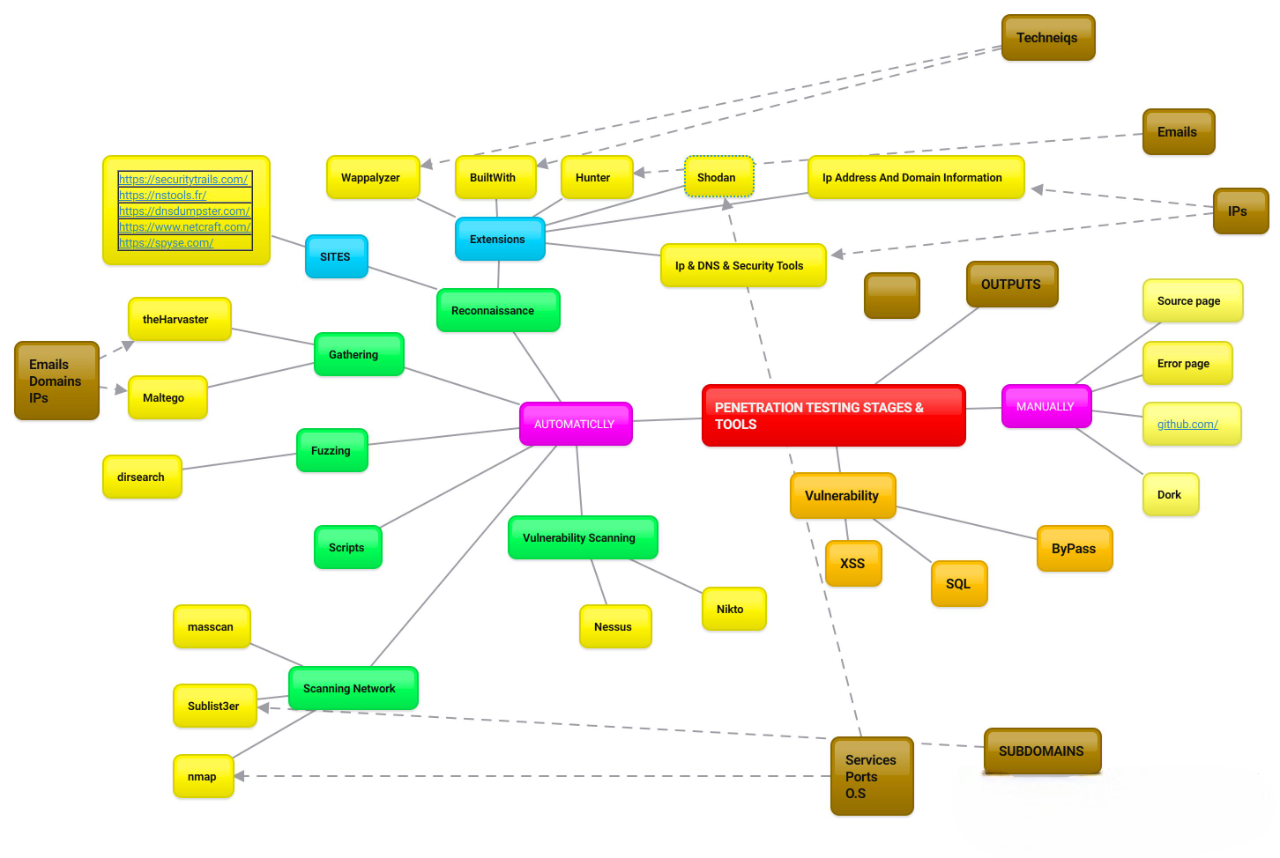 Techneiqs
Emails
Wappalyzer
BuiltWith
Hunter
Shodan
Ip Address And Domain Information
https://securitytrails.com/
https://nstools.fr/
https://dnsdumpster.com/
https://www.netcraft.com/
https://spyse.com/
IPs
Extensions
SITES
Ip & DNS & Security Tools
OUTPUTS
Source page
Reconnaissance
theHarvaster
Gathering
Emails
Domains
IPs
Maltego
Error page
PENETRATION TESTING STAGES &
TOOLS
MANUALLY
AUTOMATICLLY
github.com/
Fuzzing
dirsearch
Dork
Vulnerability
Scripts
Vulnerability Scanning
XSS
SQL
ByPass
masscan
Nessus
Nikto
Scanning Network
Sublist3er
nmap
Services
Ports
O.S
SUBDOMAINS